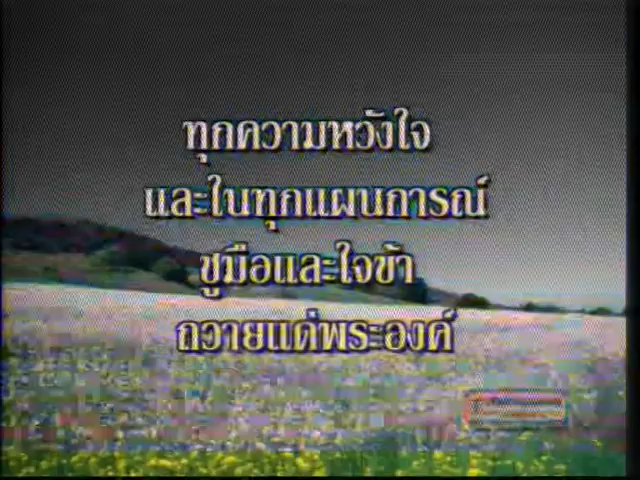 ทุกความหวังใจ
และในทุกแผนการณ์
ชูมือและใจข้า
ถวายแด่พระองค์